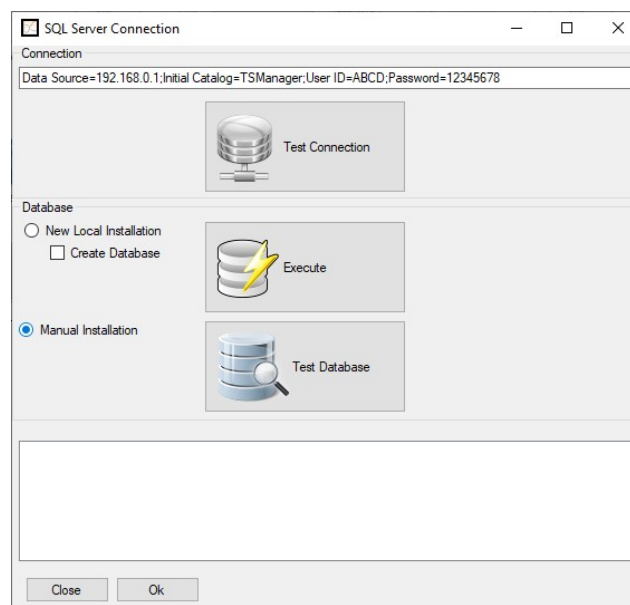 SQL Server Connection
Connection
Data Source=192.168.0.1;Initial Catalog=TSManager;User ID=ABCD;Password=12345678
Test Connection
Database
New Local Installation
Create Database
Execute
Manual Installation
Test Database
Close
Ok